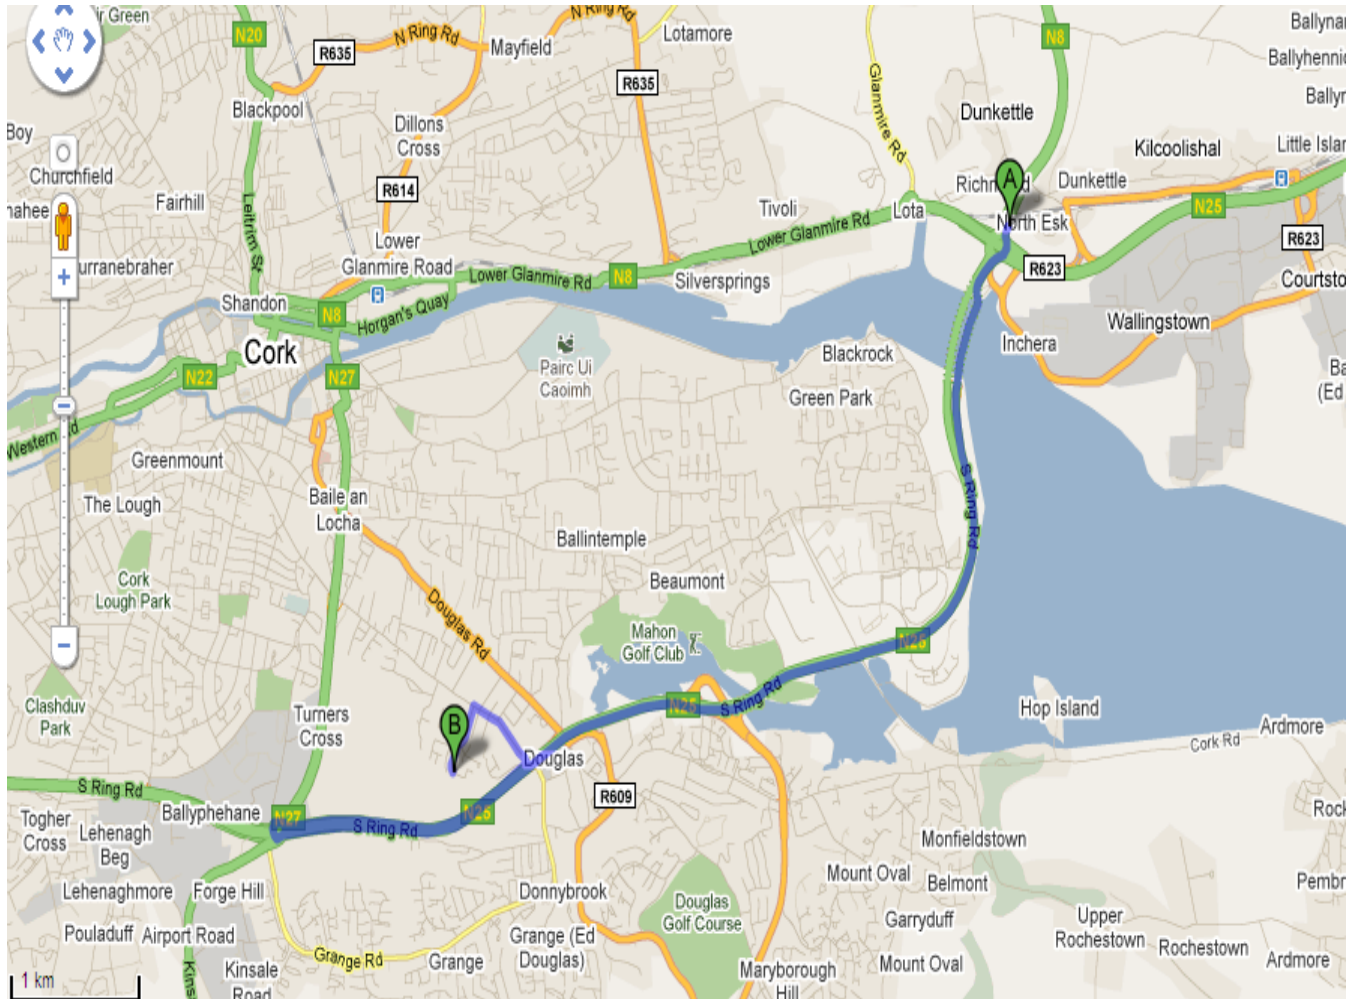 N Ring Rd
Ballyna
N20
N8
N Ring Rd
Lotamore
R635
Mayfield
Ballyhennic
R635
Glanmire Rd
Blackpool
Dunkettle
Bally
Boy
Dillons
Cross
Kilcoolishal
Little Islan
Churchfield
R614
A
Dunkettle
Fairhill
Leitrim St
Tivoli
Lota
N25
North Esk
Lower
Glanmire Road
Lower Glanmire Rd
R623
urranebraher
Lower Glanmire Rd
N8
Silversprings
R623
Courtsto
Shandon
N8
Horgan's Quay
Wallingstown
Cork
Pairc Ui
Caoimh
Blackrock
Inchera
N22
N27
Green Park
(Ed
Western
Greenmount
S Ring Rd
The Lough
Baile an
Locha
Ballintemple
Cork
Lough Park
Beaumont
Douglas Rd
Mahon
Golf Club
N25
Clashduv
Park
Turners
Cross
B
N25
S Ring Rd
Hop Island
Ardmore
Cork Rd
Douglas
S Ring Rd
R609
Togher
Cross
Ballyphehane
N27
S Ring Rd
N25
Lehenagh
Beg
Monfieldstown
Mount Oval
Belmont
Lehenaghmore
Forge Hill
Donnybrook
Douglas
Golf Course
Garryduff
Upper
Rochestown
Pouladuff
Airport Road
Grange (Ed
Douglas)
Rochestown
Grange Rd
Grange
Mount Oval
Ardmore
1 km
Kinsale
Road
Maryborough
Hill